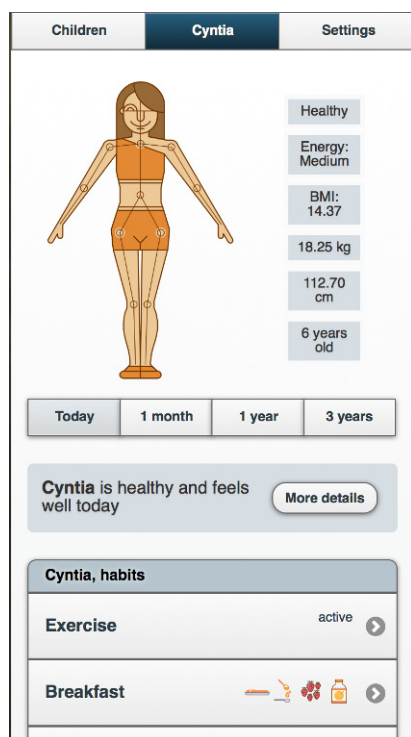 Children
Cyntia
Settings
Healthy
Energy:
Medium
BMI:
14.37
18.25 kg
112.70
cm
6 years
old
Today
1 month
1 year
3 years
Cyntia is healthy and feels
well today
More details
Cyntia, habits
Exercise
active
Breakfast